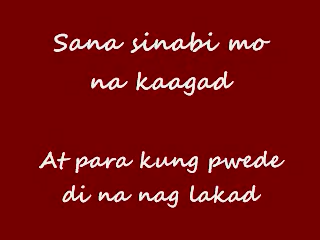 Sana sinabi mo
na kaagad
At para kung pwede
di na nag lakad